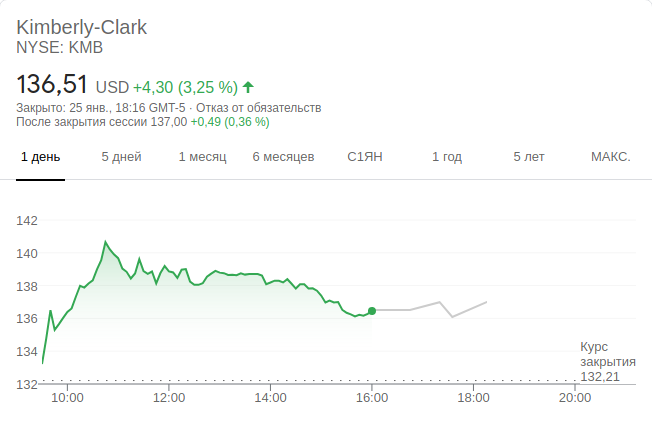 Kimberly-Clark
NYSE: KMB
136,51 USD +4,30 (3,25 %)
Закрыто: 25 янв., 18:16 GMT-5 · Отказ от обязательств
После закрытия сессии 137,00 +0,49 (0,36 %)
1 день 5 дней 1 месяц 6 месяцев С1ЯН 1 год 5 лет МАКС.
142
140
138
136
134
132
Курс
закрытия
132,21
10:00 12:00 14:00 16:00 18:00 20:00